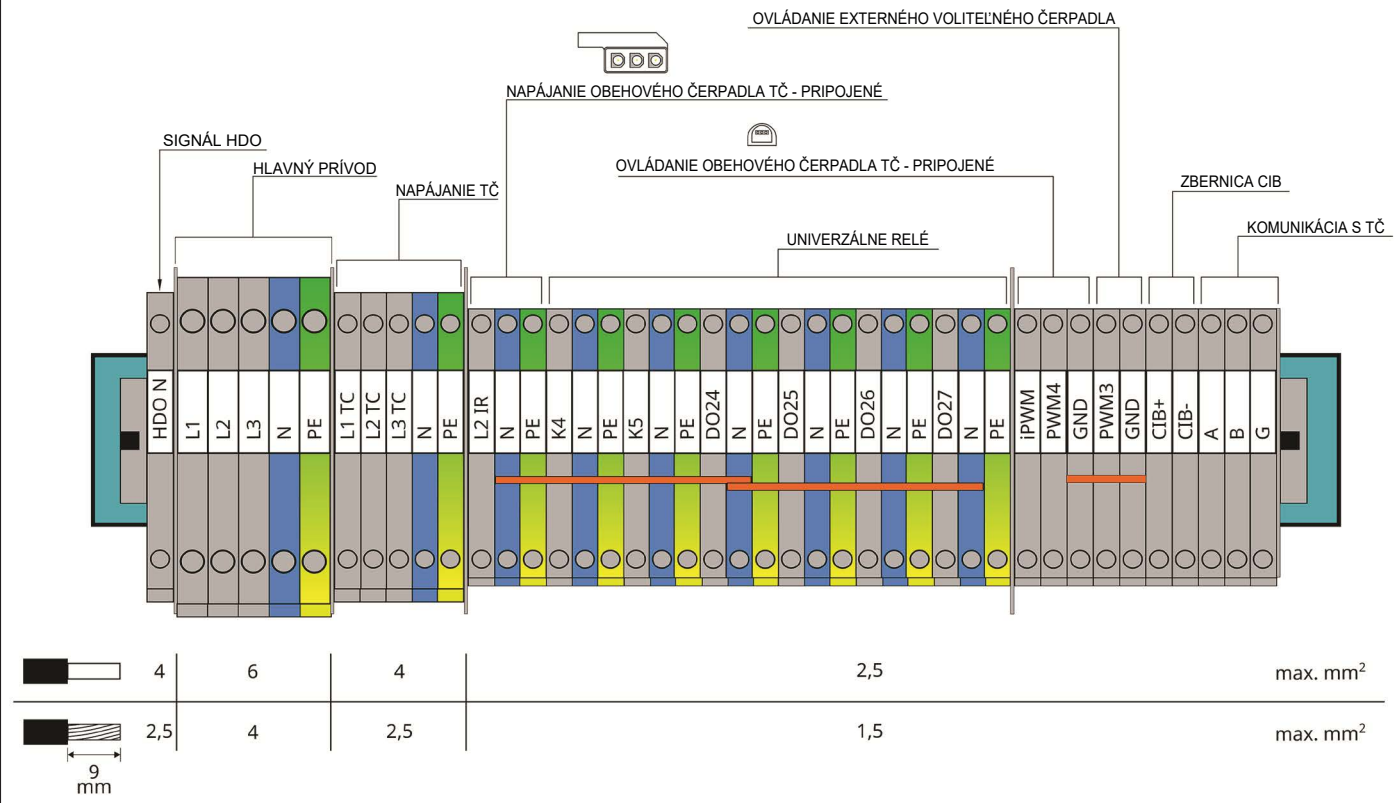 OVLÁDANIE EXTERNÉHO VOLITEĽNÉHO ČERPADLA
NAPÁJANIE OBEHOVÉHO ČERPADLA TČ - PRIPOJENÉ
SIGNÁL HDO
HLAVNÝ PRÍVOD
OVLÁDANIE OBEHOVÉHO ČERPADLA TČ - PRIPOJENÉ
NAPÁJANIE TČ
ZBERNICA CIB
UNIVERZÁLNE RELÉ
KOMUNIKÁCIA S TČ
HDO N
L1
L2
L3
N
PE
L1 TC
L2 TC
L3 TC
N
PE
L2 IR
N
PE
K4
N
PE
K5
N
PE
DO24
N
PE
DO25
N
PE
DO26
N
PE
DO27
N
PE
iPWM
PWM4
GND
PWM3
GND
CIB+
CIB-
A
B
G
4 6 4 2,5 max. mm²
2,5 4 2,5 1,5 max. mm²
9
mm